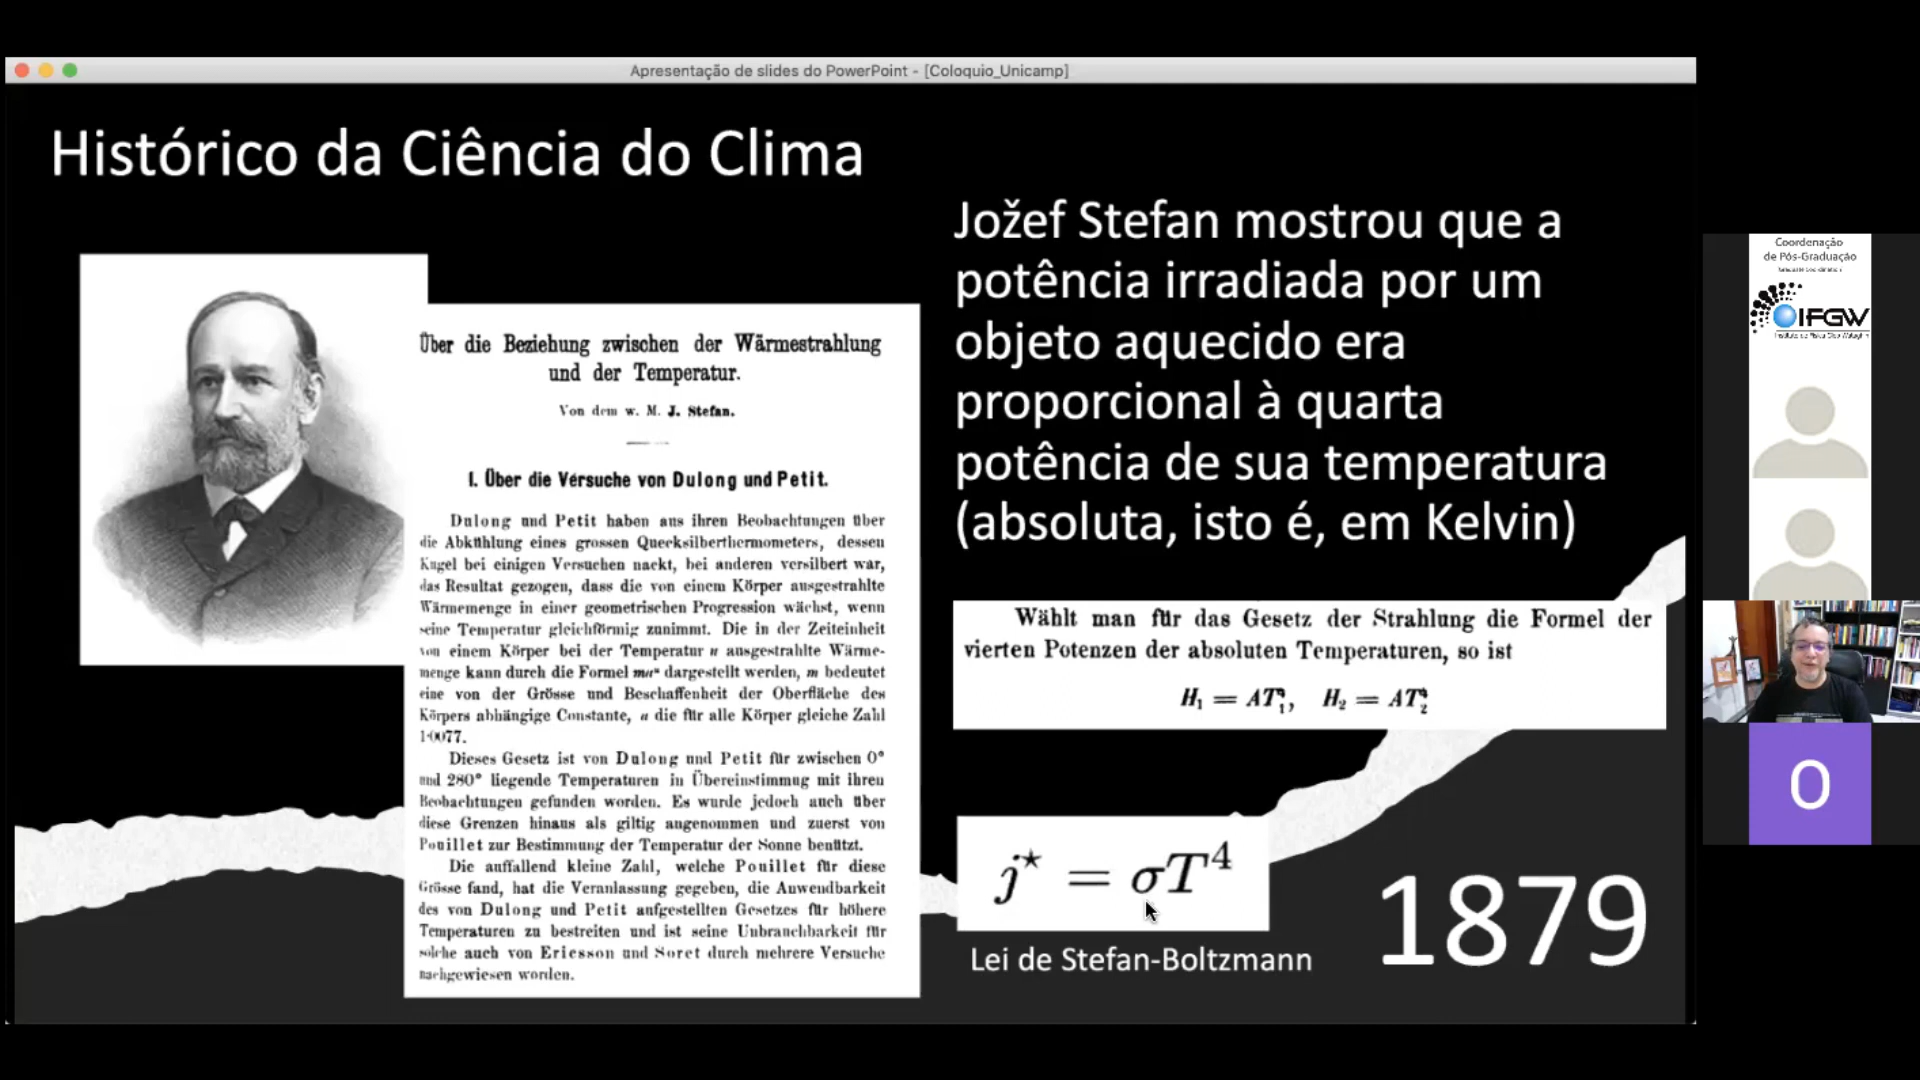 Apresentação de slides do PowerPoint - [Coloquio_Unicamp]
Histórico da Ciência do Clima
Über die Beziehung zwischen der Wärmestrahlung
und der Temperatur.
Von dem w. M. J. Stefan.
I. Über die Versuche von Dulong und Petit.
Dulong und Petit haben aus ihren Beobachtungen über
die Abkühlung eines grossen Quecksilberthermometers, dessen
Kugel bei einigen Versuchen nackt, bei anderen versilbert war,
das Resultat gezogen, dass die von einem Körper ausgestrahlte
Wärmemenge in einer geometrischen Progression wächst, wenn
seine Temperatur gleichförmig zunimmt. Die in der Zeiteinheit
von einem Körper bei der Temperatur u ausgestrahlte Wärme-
menge kann durch die Formel dargestellt werden, m bedeutet
eine von der Grösse und Beschaffenheit der Oberfläche des
Körpers abhängige Constante, a die für alle Körper gleiche Zahl
1·0077.
Dieses Gesetz ist von Dulong und Petit für zwischen 0°
und 280° liegende Temperaturen in Übereinstimmug mit ihren
Beobachtungen gefunden worden. Es wurde jedoch auch über
diese Grenzen hinaus als giltig angenommen und zuerst von
Pouillet zur Bestimmung der Temperatur der Sonne benützt.
Die auffallend kleine Zahl, welche Pouillet für diese
Grösse fand, hat die Veranlassung gegeben, die Anwendbarkeit
des von Dulong und Petit aufgestellten Gesetzes für höhere
Temperaturen zu bestreiten und ist seine Unbrauchbarkeit für
solche auch von Ericsson und Soret durch mehrere Versuche
nachgewiesen worden.
Jožef Stefan mostrou que a
potência irradiada por um
objeto aquecido era
proporcional à quarta
potência de sua temperatura
(absoluta, isto é, em Kelvin)
Wählt man für das Gesetz der Strahlung die Formel der
vierten Potenzen der absoluten Temperaturen, so ist
H₁ = AT₁⁴, H₂ = AT₂⁴
j⋆ = σT⁴
Lei de Stefan-Boltzmann
1879
Coordenação
de Pós-Graduação
IFGW
Instituto de Física Gleb Wataghin
O